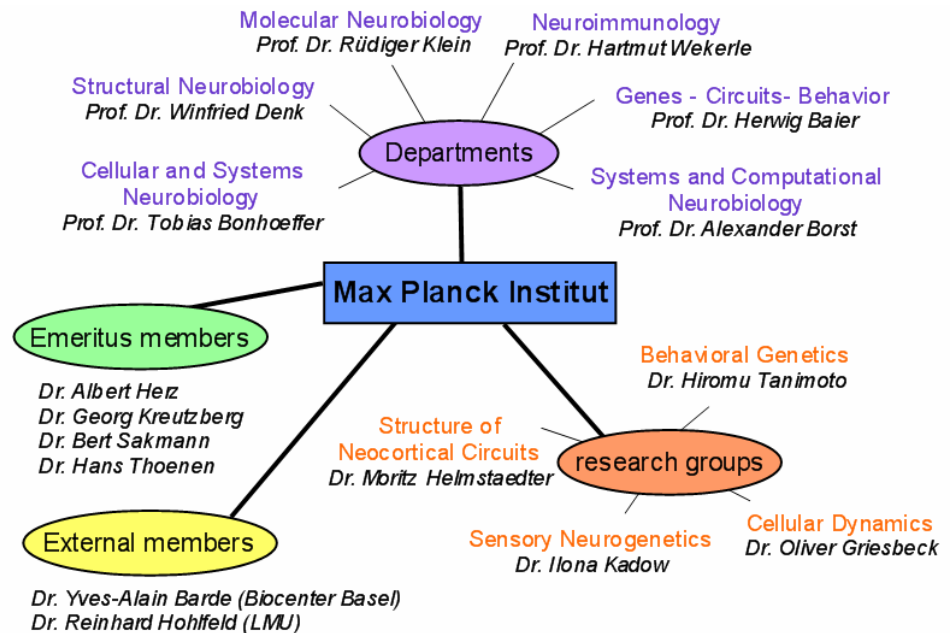 Molecular Neurobiology
Prof. Dr. Rüdiger Klein
Neuroimmunology
Prof. Dr. Hartmut Wekerle
Structural Neurobiology
Prof. Dr. Winfried Denk
Genes - Circuits- Behavior
Prof. Dr. Herwig Baier
Departments
Cellular and Systems
Neurobiology
Prof. Dr. Tobias Bonhoeffer
Systems and Computational
Neurobiology
Prof. Dr. Alexander Borst
Max Planck Institut
Emeritus members
Dr. Albert Herz
Dr. Georg Kreutzberg
Dr. Bert Sakmann
Dr. Hans Thoenen
Behavioral Genetics
Dr. Hiromu Tanimoto
Structure of
Neocortical Circuits
Dr. Moritz Helmstaedter
research groups
Sensory Neurogenetics
Dr. Ilona Kadow
Cellular Dynamics
Dr. Oliver Griesbeck
External members
Dr. Yves-Alain Barde (Biocenter Basel)
Dr. Reinhard Hohlfeld (LMU)